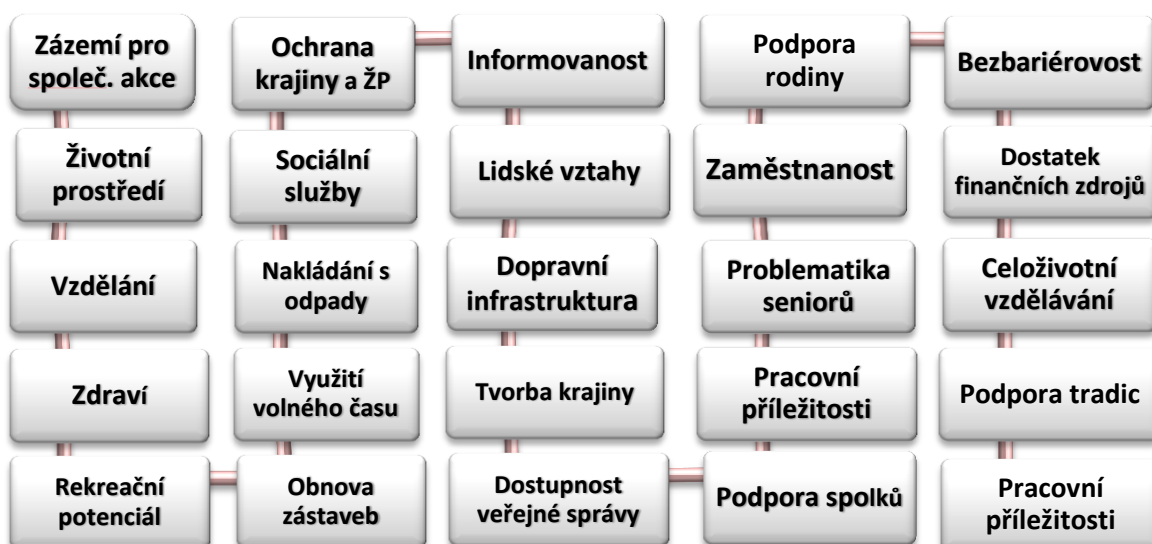 Zázemí pro
společ. akce
Životní
prostředí
Vzdělání
Zdraví
Rekreační
potenciál
Obnova
zástaveb
Využití
volného času
Nakládání s
odpady
Sociální
služby
Ochrana
krajiny a ŽP
Informovanost
Lidské vztahy
Dopravní
infrastruktura
Tvorba krajiny
Dostupnost
veřejné správy
Podpora spolků
Pracovní
příležitosti
Problematika
seniorů
Zaměstnanost
Podpora
rodiny
Bezbariérovost
Dostatek
finančních zdrojů
Celoživotní
vzdělávání
Podpora tradic
Pracovní
příležitosti